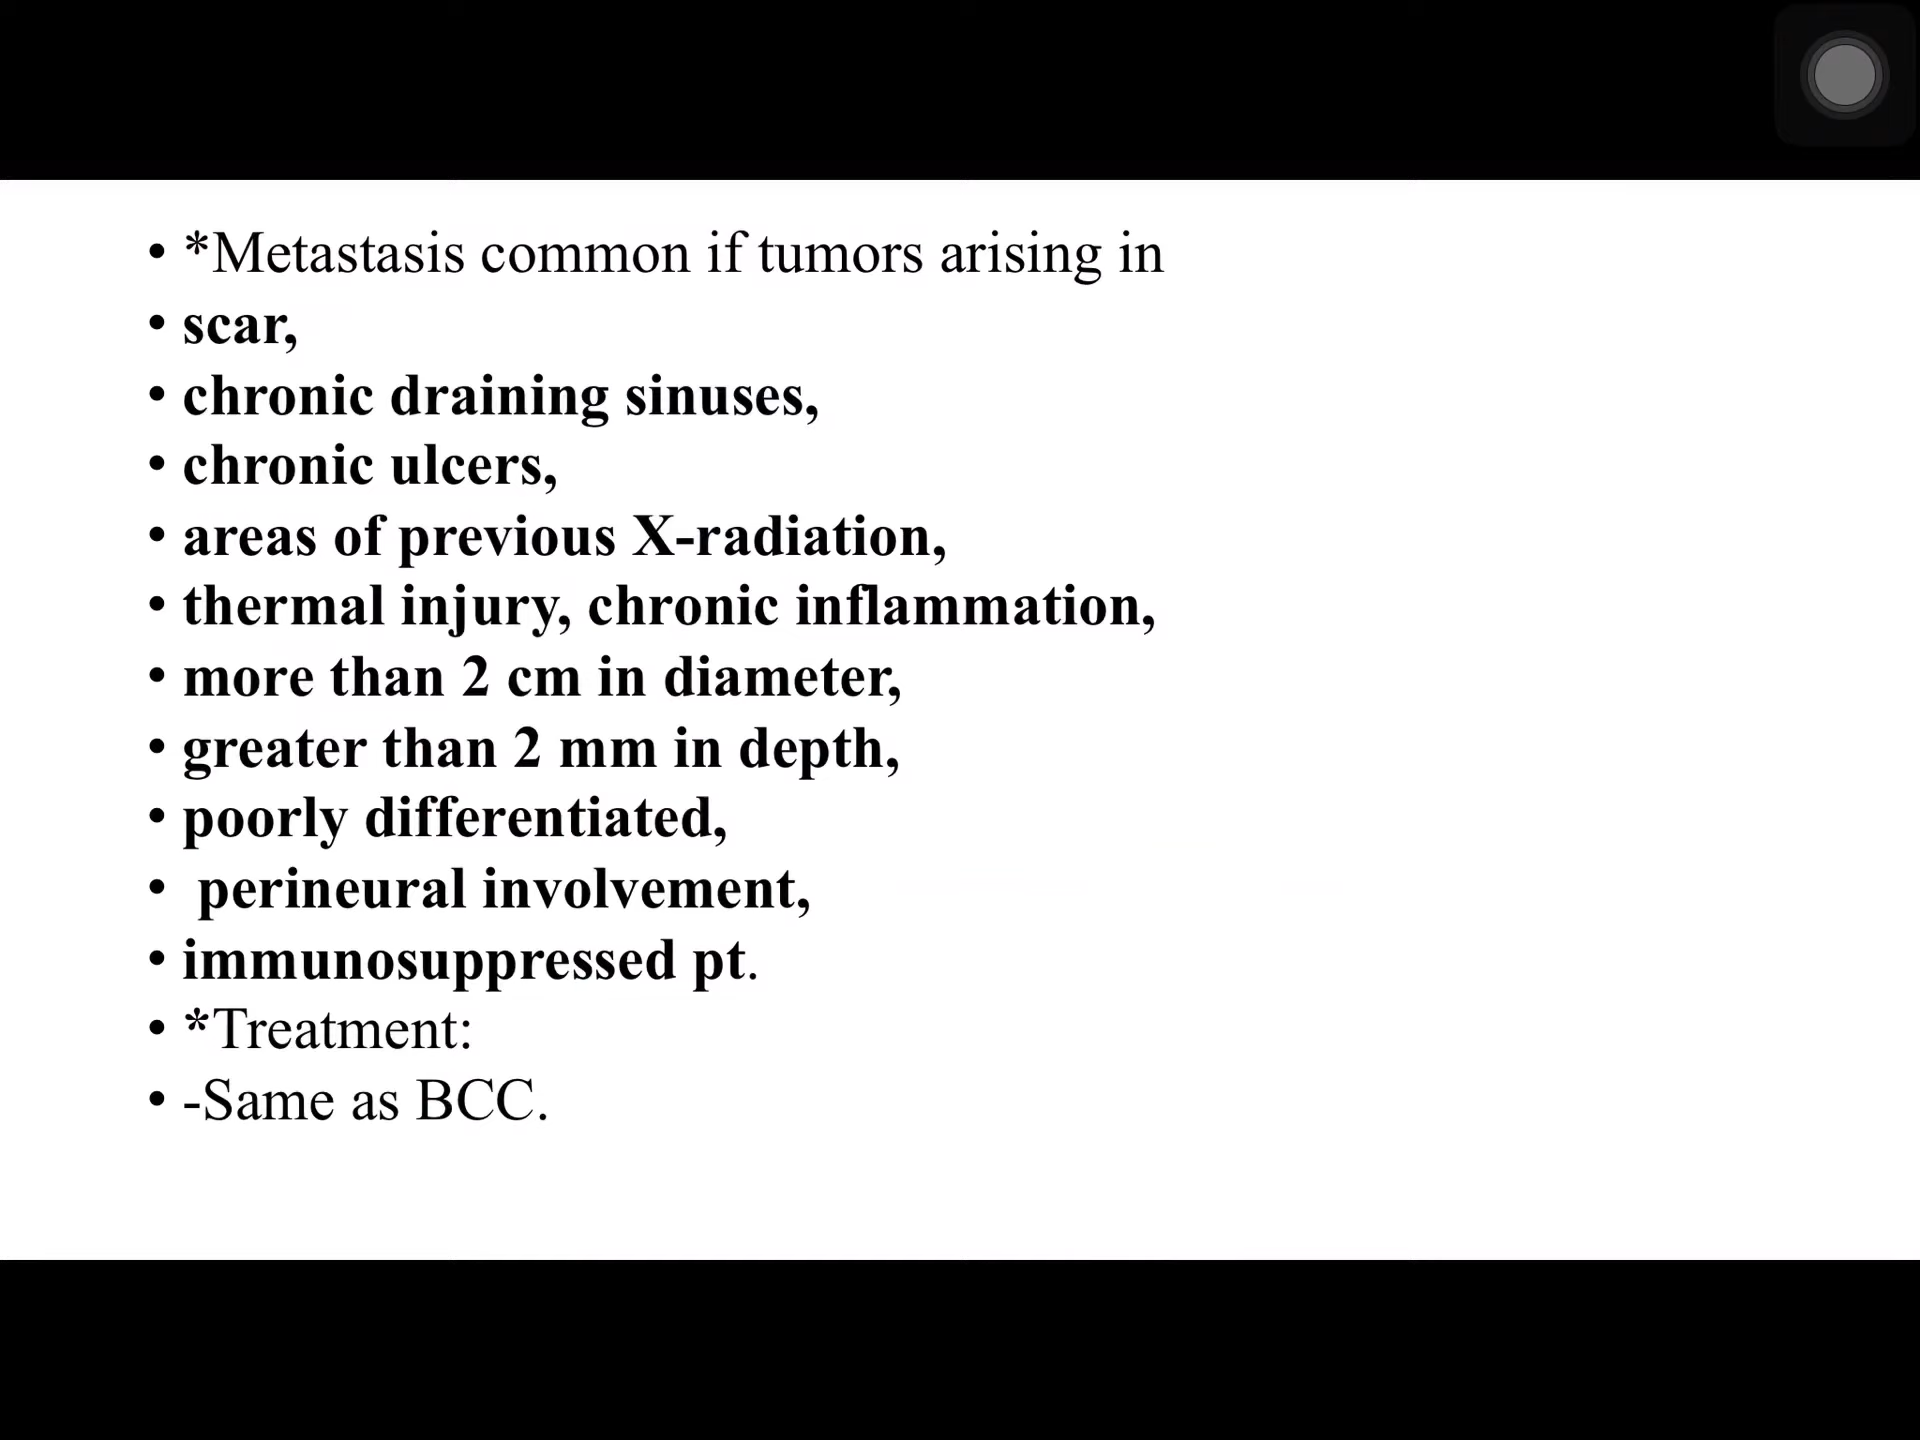 • *Metastasis common if tumors arising in
• scar,
• chronic draining sinuses,
• chronic ulcers,
• areas of previous X-radiation,
• thermal injury, chronic inflammation,
• more than 2 cm in diameter,
• greater than 2 mm in depth,
• poorly differentiated,
• perineural involvement,
• immunosuppressed pt.
• *Treatment:
• -Same as BCC.